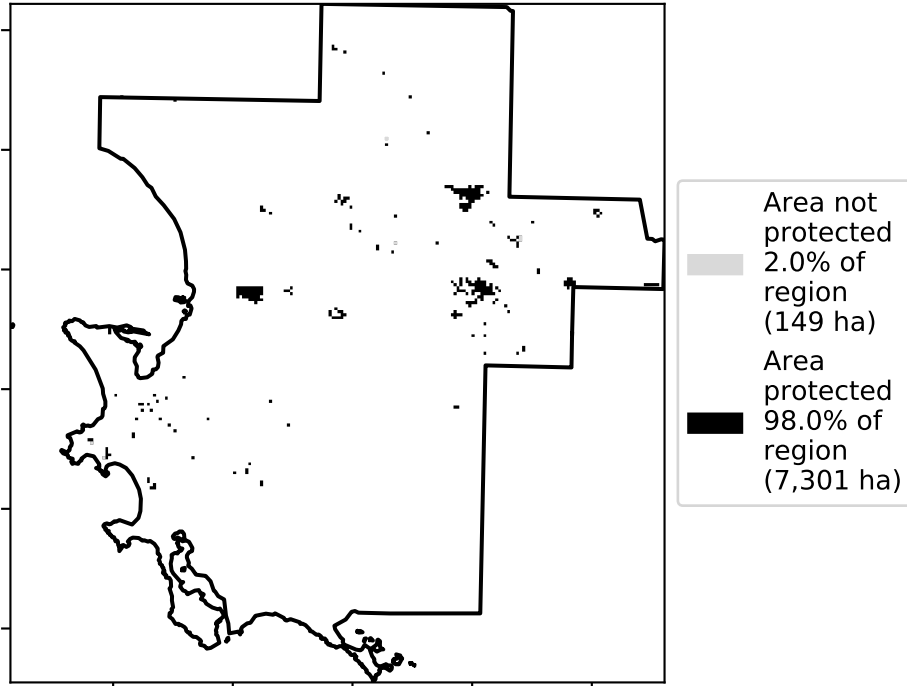 Area not
protected
2.0% of
region
(149 ha)
Area
protected
98.0% of
region
(7,301 ha)